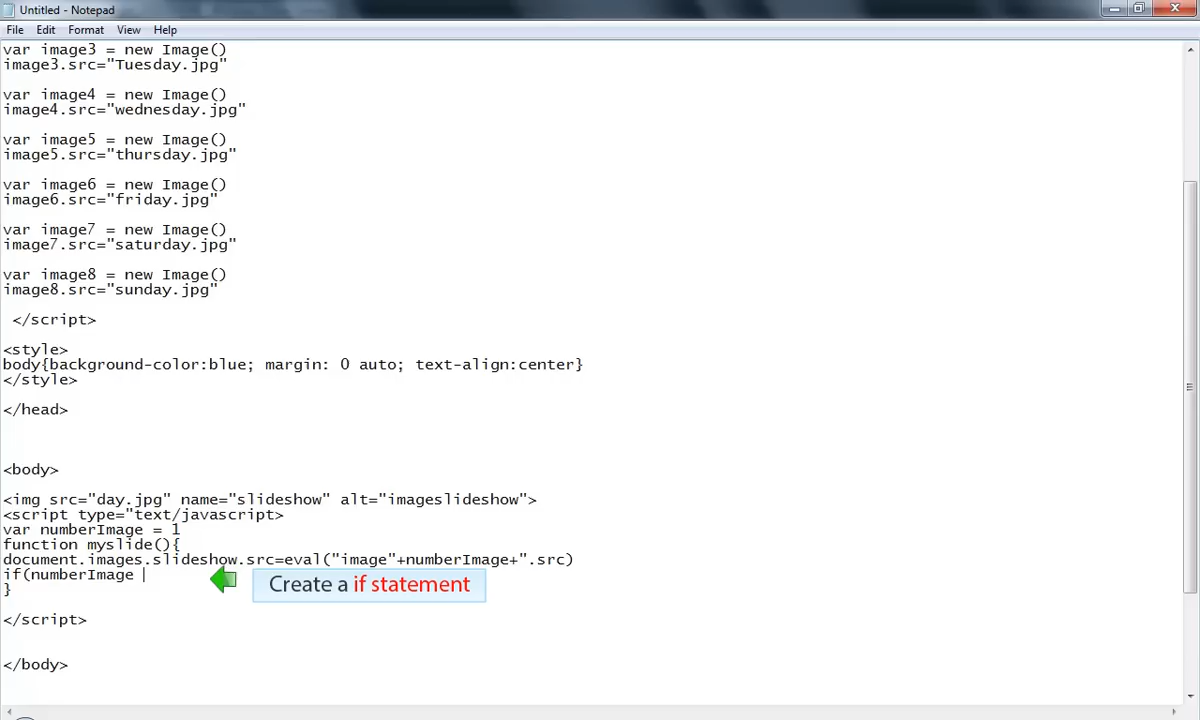 Untitled - Notepad
File Edit Format View Help
var image3 = new Image()
image3.src="Tuesday.jpg"
var image4 = new Image()
image4.src="wednesday.jpg"
var image5 = new Image()
image5.src="thursday.jpg"
var image6 = new Image()
image6.src="friday.jpg"
var image7 = new Image()
image7.src="saturday.jpg"
var image8 = new Image()
image8.src="sunday.jpg"
</script>
<style>
body{background-color:blue; margin: 0 auto; text-align:center}
</style>
</head>
<body>
<img src="day.jpg" name="slideshow" alt="imageslideshow">
<script type="text/javascript>
var numberImage = 1
function myslide(){
document.images.slideshow.src=eval("image"+numberImage+".src)
if(numberImage
Create a if statement
}
</script>
</body>